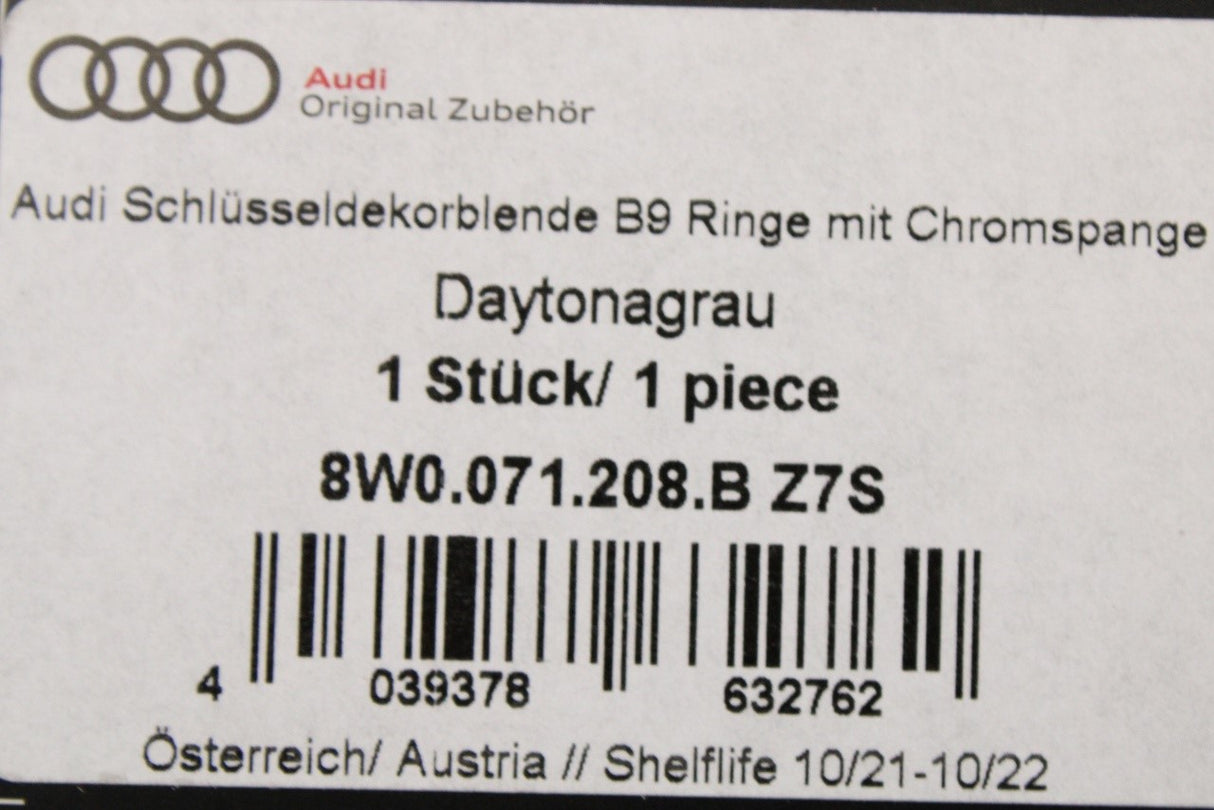 Audi
Original Zubehör
Audi Schlüsseldekorblende B9 Ringe mit Chromspange
Daytonagrau
1 Stück/ 1 piece
8W0.071.208.B Z7S
4 039378 632762
Österreich/ Austria // Shelflife 10/21-10/22